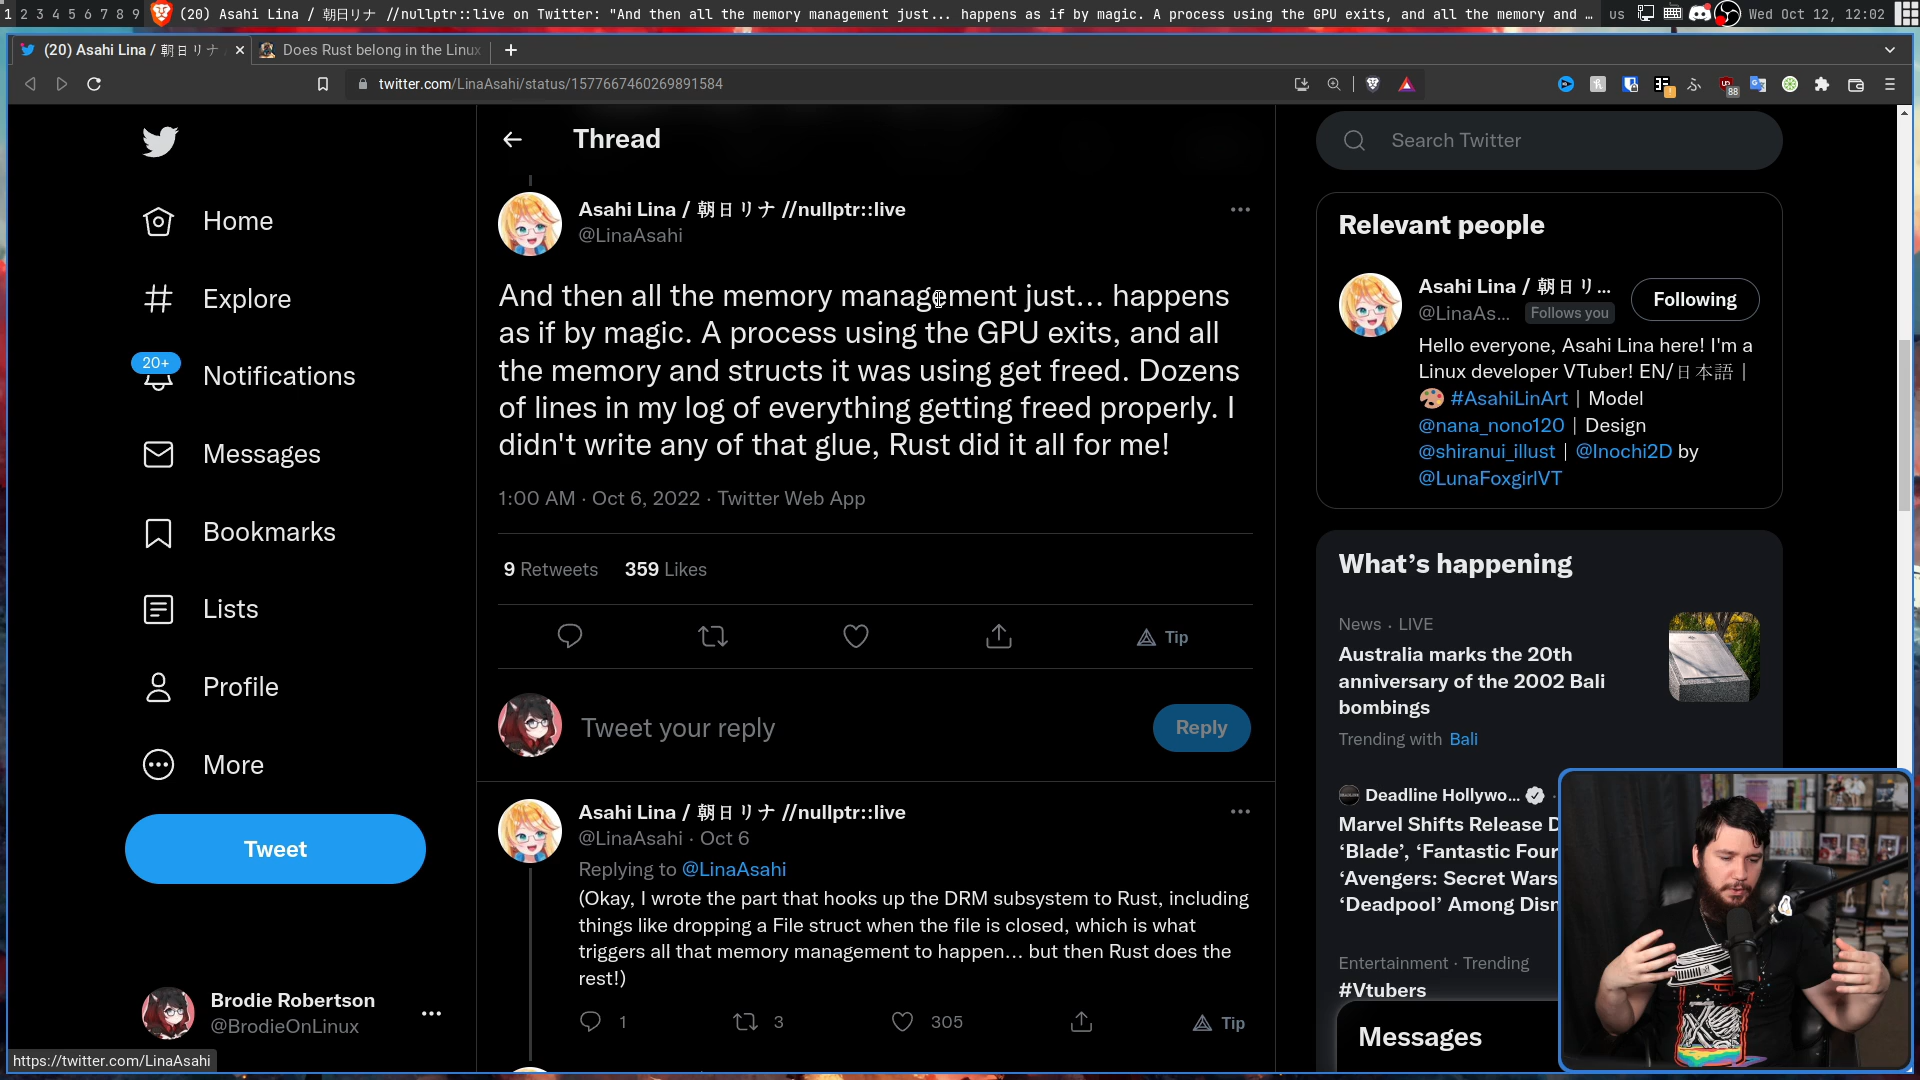 1 2 3 4 5 6 7 8 9 (20) Asahi Lina / 朝日リナ //nullptr::live on Twitter: "And then all the memory management just... happens as if by magic. A process using the GPU exits, and all the memory and … us Wed Oct 12, 12:02
(20) Asahi Lina / 朝日リナ
Does Rust belong in the Linux
twitter.com/LinaAsahi/status/1577667460269891584
88
Home
Explore
20+
Notifications
Messages
Bookmarks
Lists
Profile
More
Tweet
Brodie Robertson
@BrodieOnLinux
https://twitter.com/LinaAsahi
Thread
Asahi Lina / 朝日リナ //nullptr::live
@LinaAsahi
And then all the memory management just... happens
as if by magic. A process using the GPU exits, and all
the memory and structs it was using get freed. Dozens
of lines in my log of everything getting freed properly. I
didn't write any of that glue, Rust did it all for me!
1:00 AM · Oct 6, 2022 · Twitter Web App
9 Retweets 359 Likes
Tip
Tweet your reply
Reply
Asahi Lina / 朝日リナ //nullptr::live
@LinaAsahi · Oct 6
Replying to @LinaAsahi
(Okay, I wrote the part that hooks up the DRM subsystem to Rust, including
things like dropping a File struct when the file is closed, which is what
triggers all that memory management to happen... but then Rust does the
rest!)
1 3 305 Tip
Search Twitter
Relevant people
Asahi Lina / 朝日リ...
@LinaAs... Follows you
Following
Hello everyone, Asahi Lina here! I'm a
Linux developer VTuber! EN/日本語 |
🎨 #AsahiLinArt | Model
@nana_nono120 | Design
@shiranui_illust | @Inochi2D by
@LunaFoxgirlVT
What's happening
News · LIVE
Australia marks the 20th
anniversary of the 2002 Bali
bombings
Trending with Bali
Deadline Hollywo... ·
Marvel Shifts Release D
'Blade', 'Fantastic Four
'Avengers: Secret Wars
'Deadpool' Among Disn
Entertainment · Trending
#Vtubers
Messages